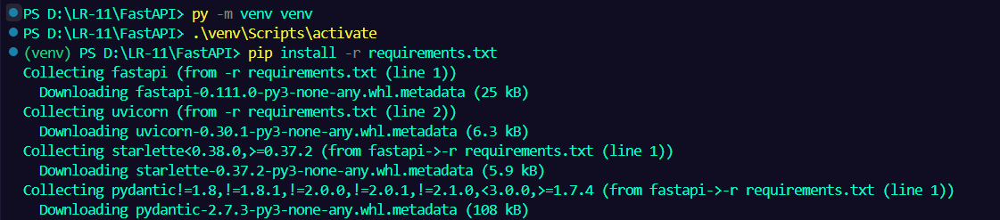 PS D:\LR-11\FastAPI> py -m venv venv
PS D:\LR-11\FastAPI> .\venv\Scripts\activate
(venv) PS D:\LR-11\FastAPI> pip install -r requirements.txt
Collecting fastapi (from -r requirements.txt (line 1))
  Downloading fastapi-0.111.0-py3-none-any.whl.metadata (25 kB)
Collecting uvicorn (from -r requirements.txt (line 2))
  Downloading uvicorn-0.30.1-py3-none-any.whl.metadata (6.3 kB)
Collecting starlette<0.38.0,>=0.37.2 (from fastapi->-r requirements.txt (line 1))
  Downloading starlette-0.37.2-py3-none-any.whl.metadata (5.9 kB)
Collecting pydantic!=1.8,!=1.8.1,!=2.0.0,!=2.0.1,!=2.1.0,<3.0.0,>=1.7.4 (from fastapi->-r requirements.txt (line 1))
  Downloading pydantic-2.7.3-py3-none-any.whl.metadata (108 kB)